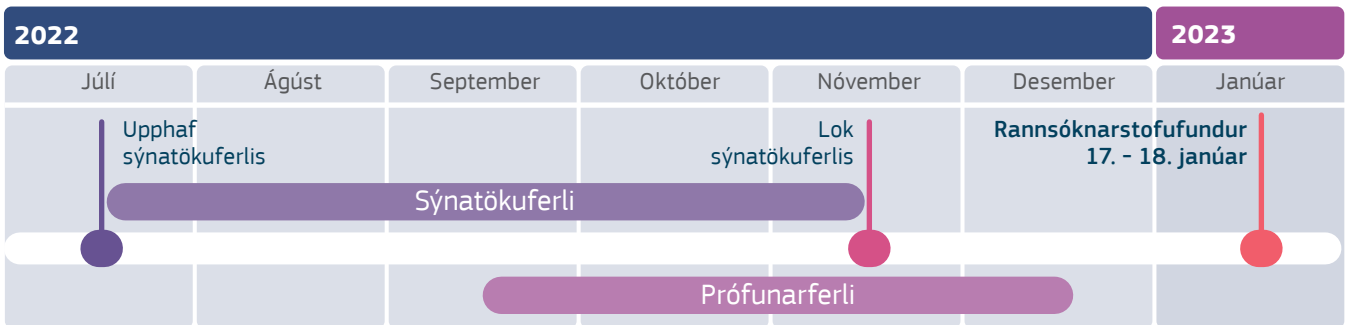 2022
2023
Júlí
Ágúst
September
Október
Nóvember
Desember
Janúar
Upphaf
sýnatökuferlis
Lok
sýnatökuferlis
Rannsóknarstofufundur
17. - 18. janúar
Sýnatökuferli
Prófunarferli